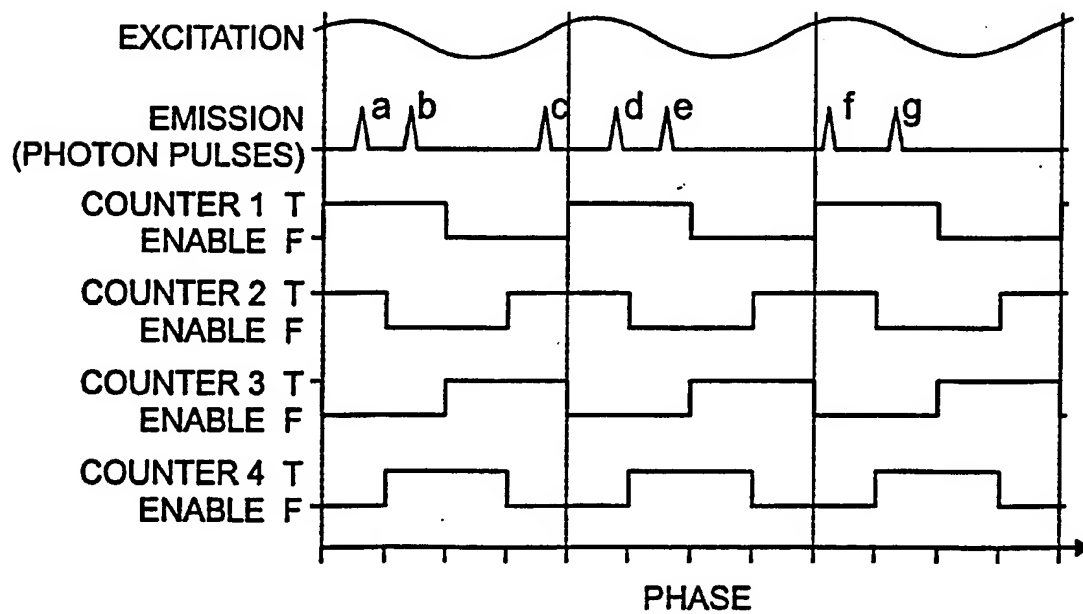 EXCITATION
a b c d e f g
EMISSION
(PHOTON PULSES)
COUNTER 1 T
ENABLE F
COUNTER 2 T
ENABLE F
COUNTER 3 T
ENABLE F
COUNTER 4 T
ENABLE F
PHASE